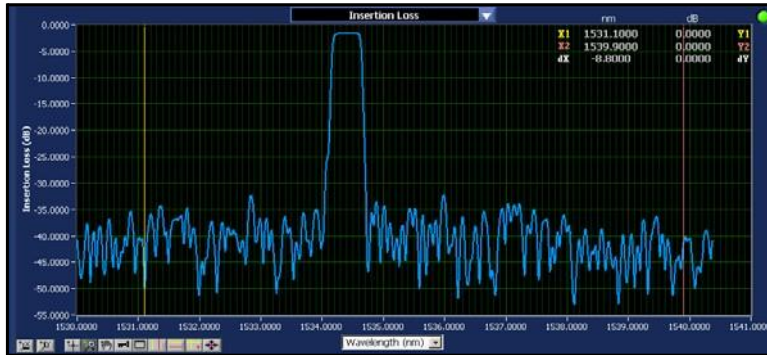 Insertion Loss
nm dB
X1 1531.1000 0.0000 Y1
X2 1539.9000 0.0000 Y2
dX -8.8000 0.0000 dY
Insertion Loss (dB)
0.0000
-5.0000
-10.0000
-15.0000
-20.0000
-25.0000
-30.0000
-35.0000
-40.0000
-45.0000
-50.0000
-55.0000
1530.0000 1531.0000 1532.0000 1533.0000 1534.0000 1535.0000 1536.0000 1537.0000 1538.0000 1539.0000 1540.0000 1541.0000
Wavelength (nm)